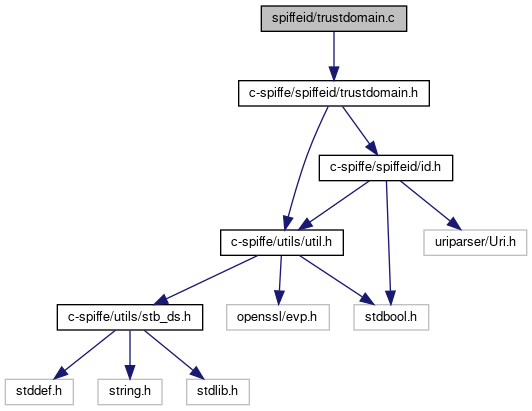 spiffeid/trustdomain.c
c-spiffe/spiffeid/trustdomain.h
c-spiffe/spiffeid/id.h
c-spiffe/utils/util.h
uriparser/Uri.h
c-spiffe/utils/stb_ds.h
openssl/evp.h
stdbool.h
stddef.h
string.h
stdlib.h